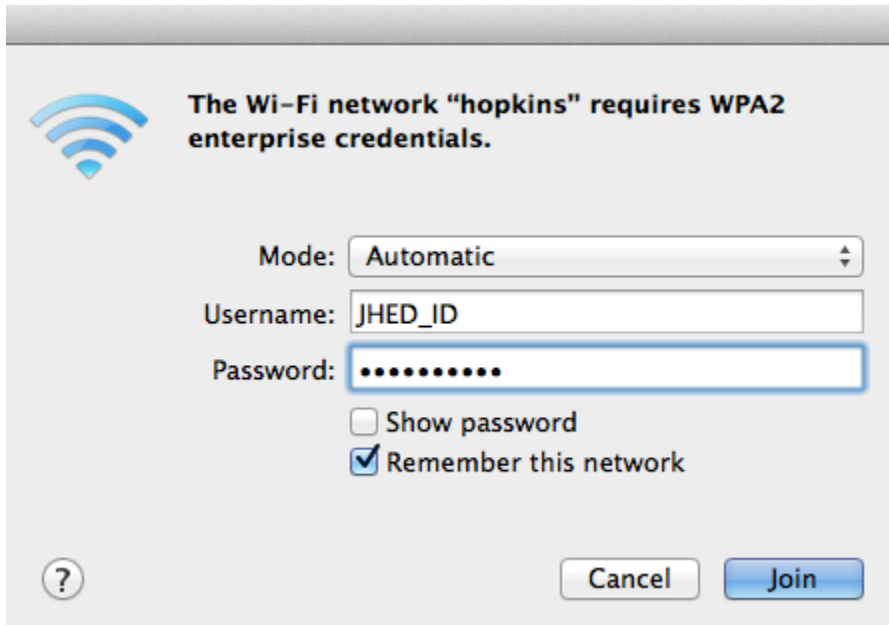 The Wi-Fi network “hopkins” requires WPA2
enterprise credentials.
Mode: Automatic
Username: JHED_ID
Password: ••••••••••
Show password
Remember this network
? Cancel Join